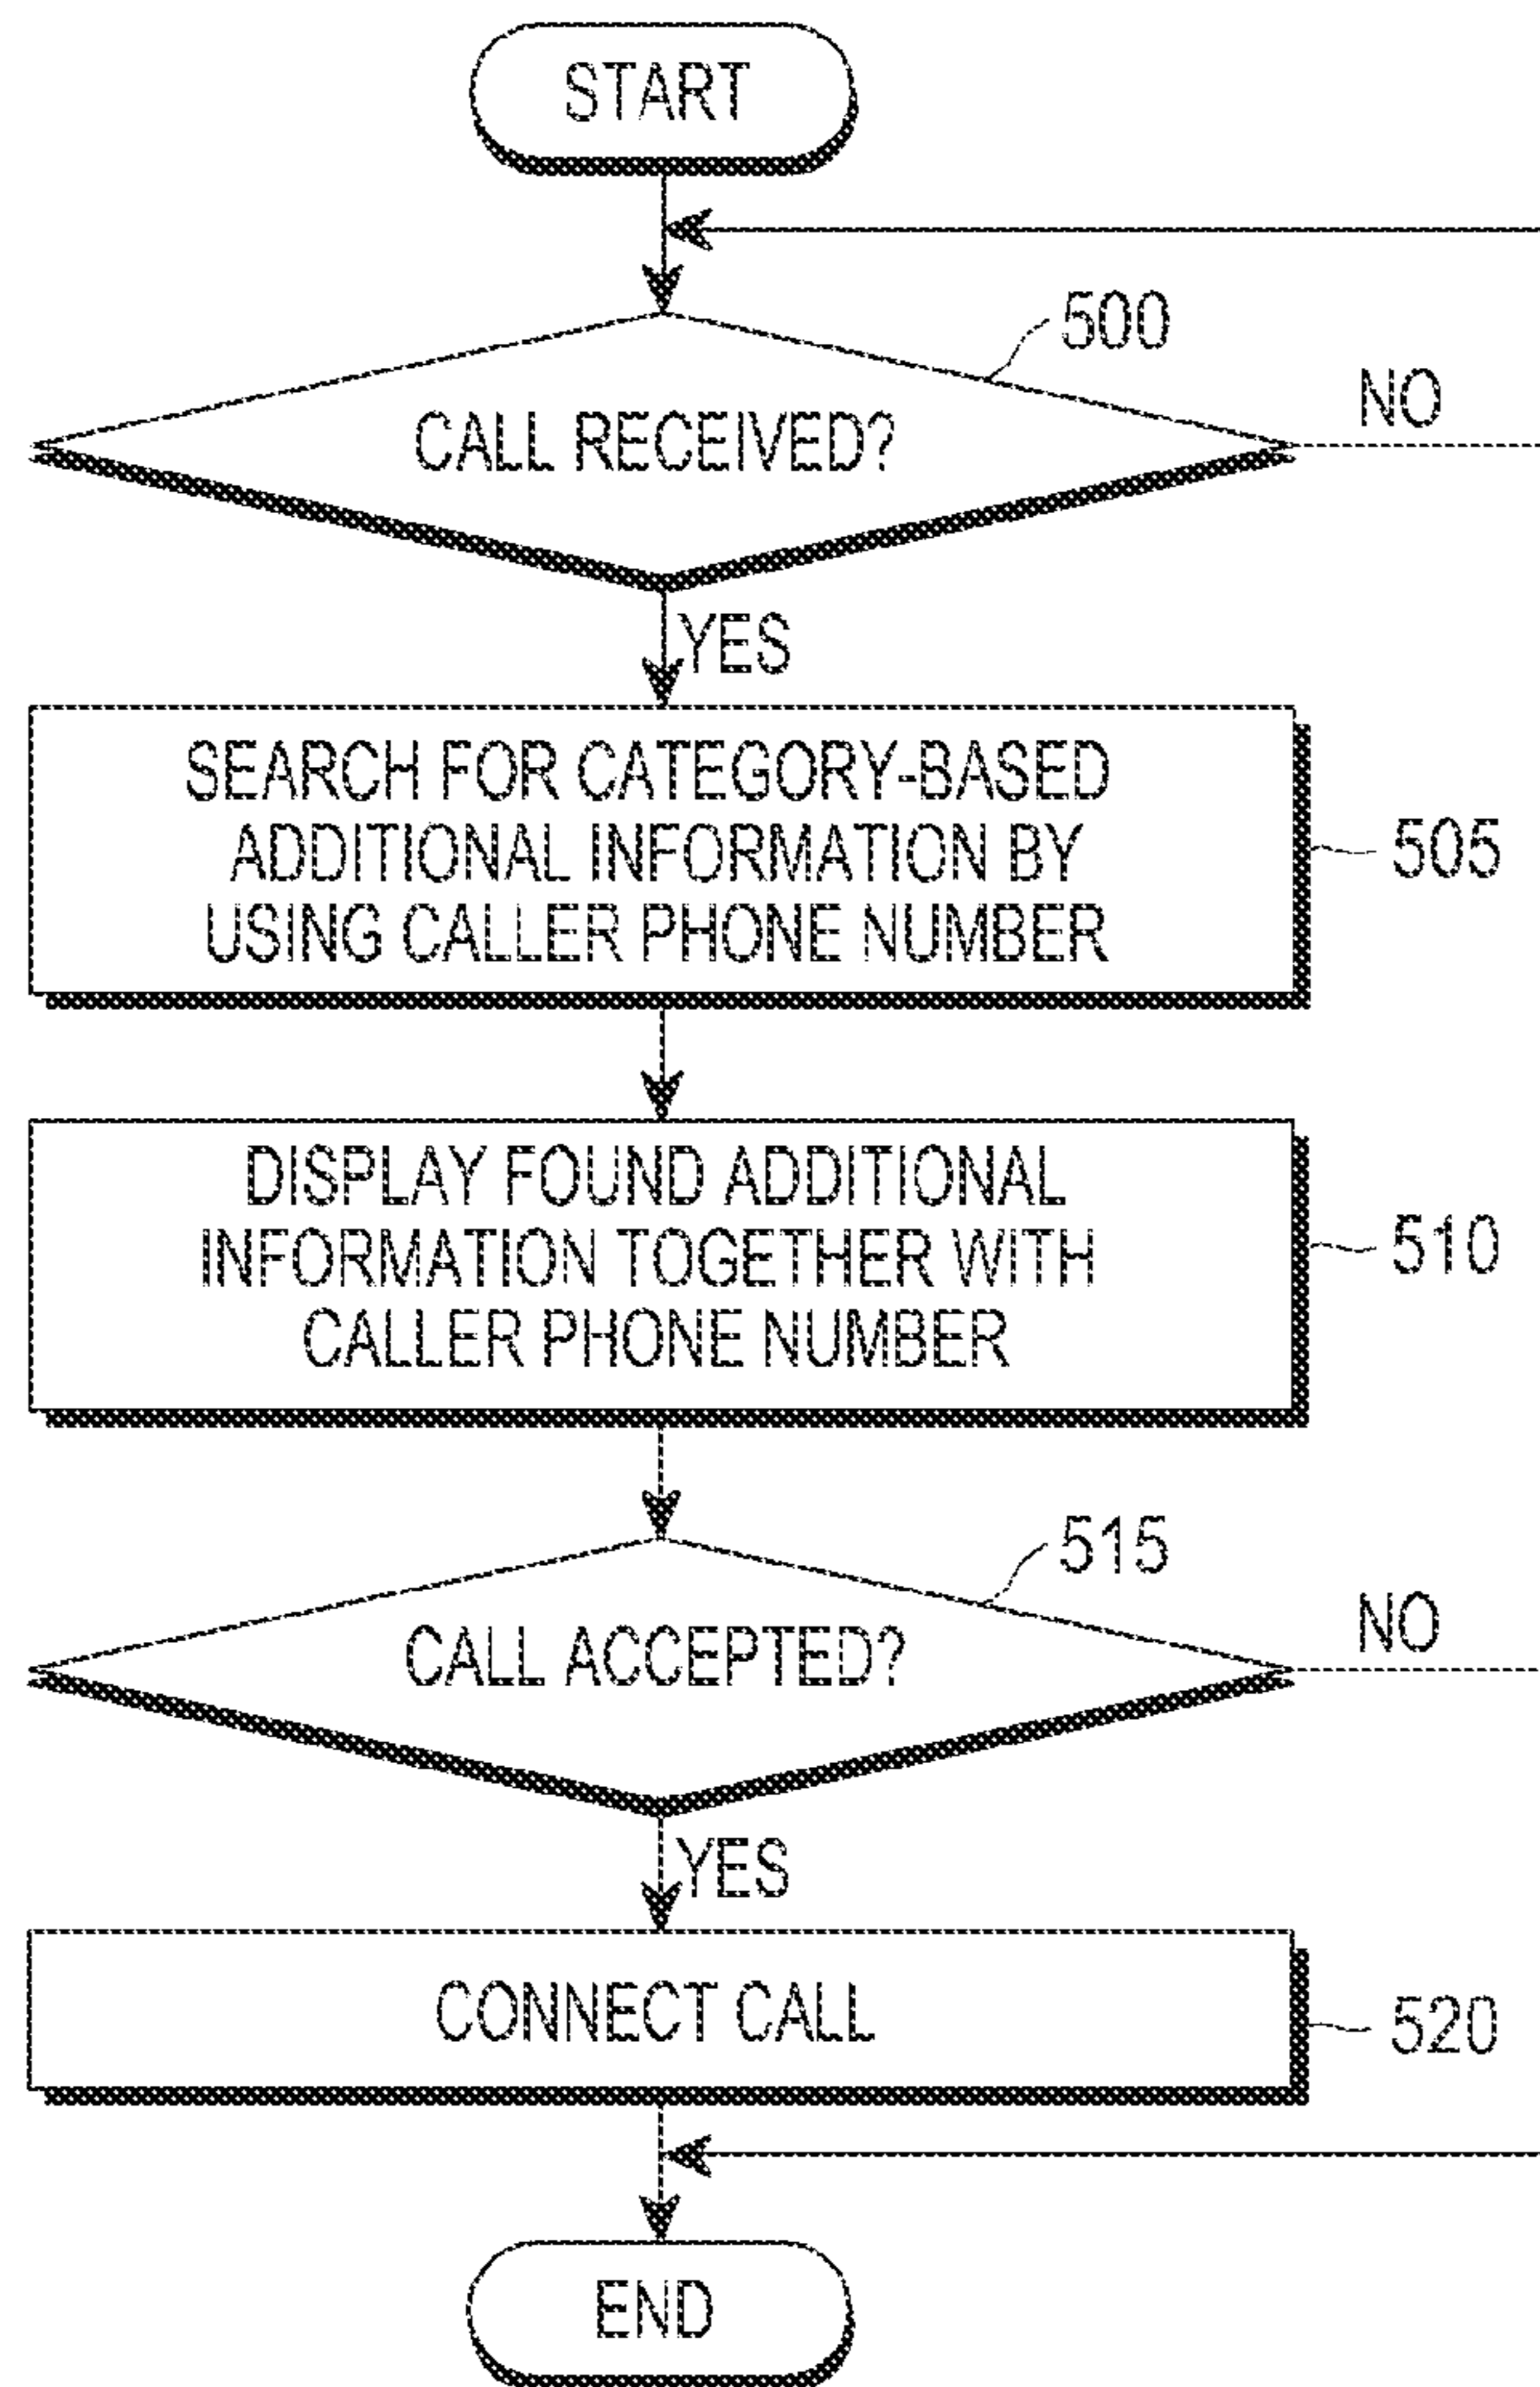 START
500
CALL RECEIVED?
NO
YES
SEARCH FOR CATEGORY-BASED
ADDITIONAL INFORMATION BY
USING CALLER PHONE NUMBER
505
DISPLAY FOUND ADDITIONAL
INFORMATION TOGETHER WITH
CALLER PHONE NUMBER
510
515
CALL ACCEPTED?
NO
YES
CONNECT CALL
520
END